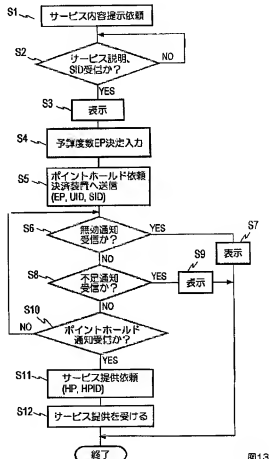 S1
サービス内容提示依頼
S2
サービス説明、
SID受信か?
NO
YES
S3
表示
S4
予算度数EP決定入力
S5
ポイントホールド依頼
決済装置へ送信
(EP, UID, SID)
S6
無効通知
受信か?
YES
S7
表示
NO
S8
不足通知
受信か?
YES
S9
表示
NO
S10
ポイントホールド
通知受付か?
NO
YES
S11
サービス提供依頼
(HP, HPID)
S12
サービス提供を受ける
終了
図13